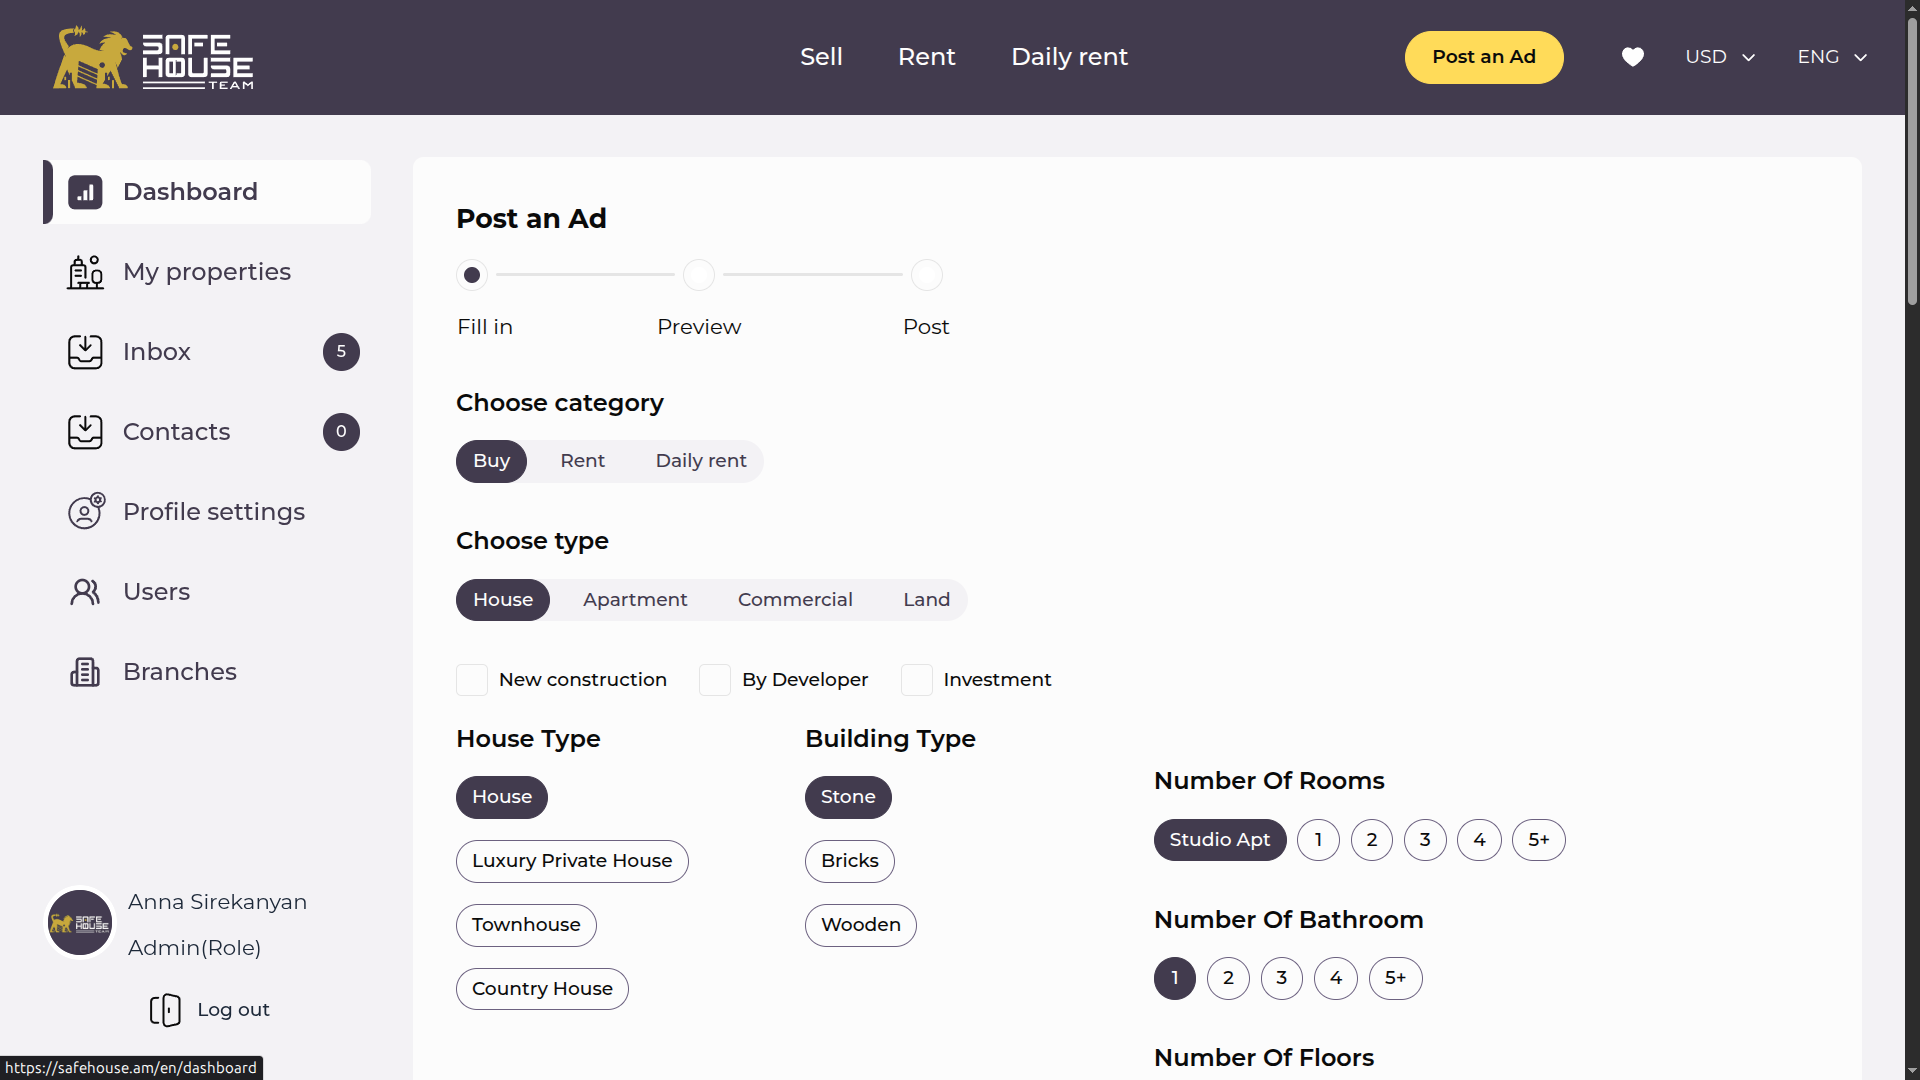 SAFE
HOUSE
TEAM
Sell
Rent
Daily rent
Post an Ad
USD
ENG
Dashboard
My properties
Inbox
5
Contacts
0
Profile settings
Users
Branches
Post an Ad
Fill in
Preview
Post
Choose category
Buy
Rent
Daily rent
Choose type
House
Apartment
Commercial
Land
New construction
By Developer
Investment
House Type
House
Luxury Private House
Townhouse
Country House
Building Type
Stone
Bricks
Wooden
Number Of Rooms
Studio Apt
1
2
3
4
5+
Number Of Bathroom
1
2
3
4
5+
Number Of Floors
SAFE
HOUSE
TEAM
Anna Sirekanyan
Admin(Role)
Log out
https://safehouse.am/en/dashboard